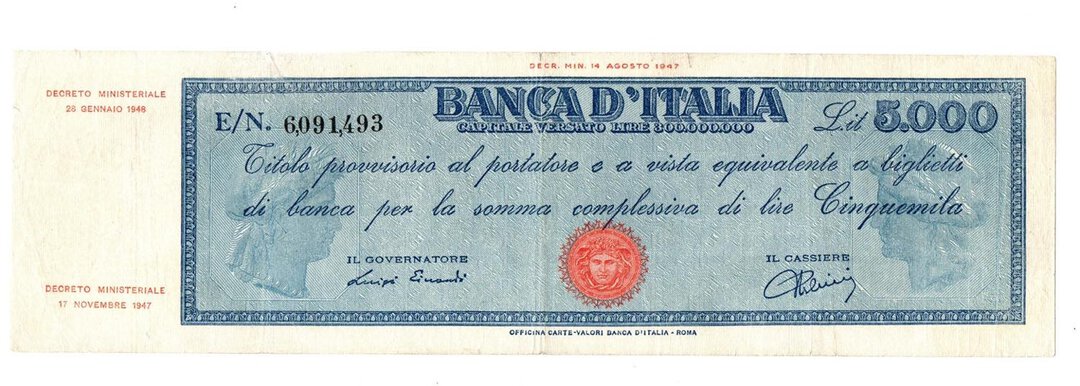 DECR. MIN. 14 AGOSTO 1947
DECRETO MINISTERIALE
28 GENNAIO 1948
BANCA D'ITALIA
CAPITALE VERSATO LIRE 300.000.000
E/N. 6,091,493
Lit 5.000
Titolo provvisorio al portatore e a vista equivalente a biglietti
di banca per la somma complessiva di lire Cinquemila
IL GOVERNATORE
Luigi Einaudi
IL CASSIERE
DECRETO MINISTERIALE
17 NOVEMBRE 1947
OFFICINA CARTE-VALORI BANCA D'ITALIA - ROMA